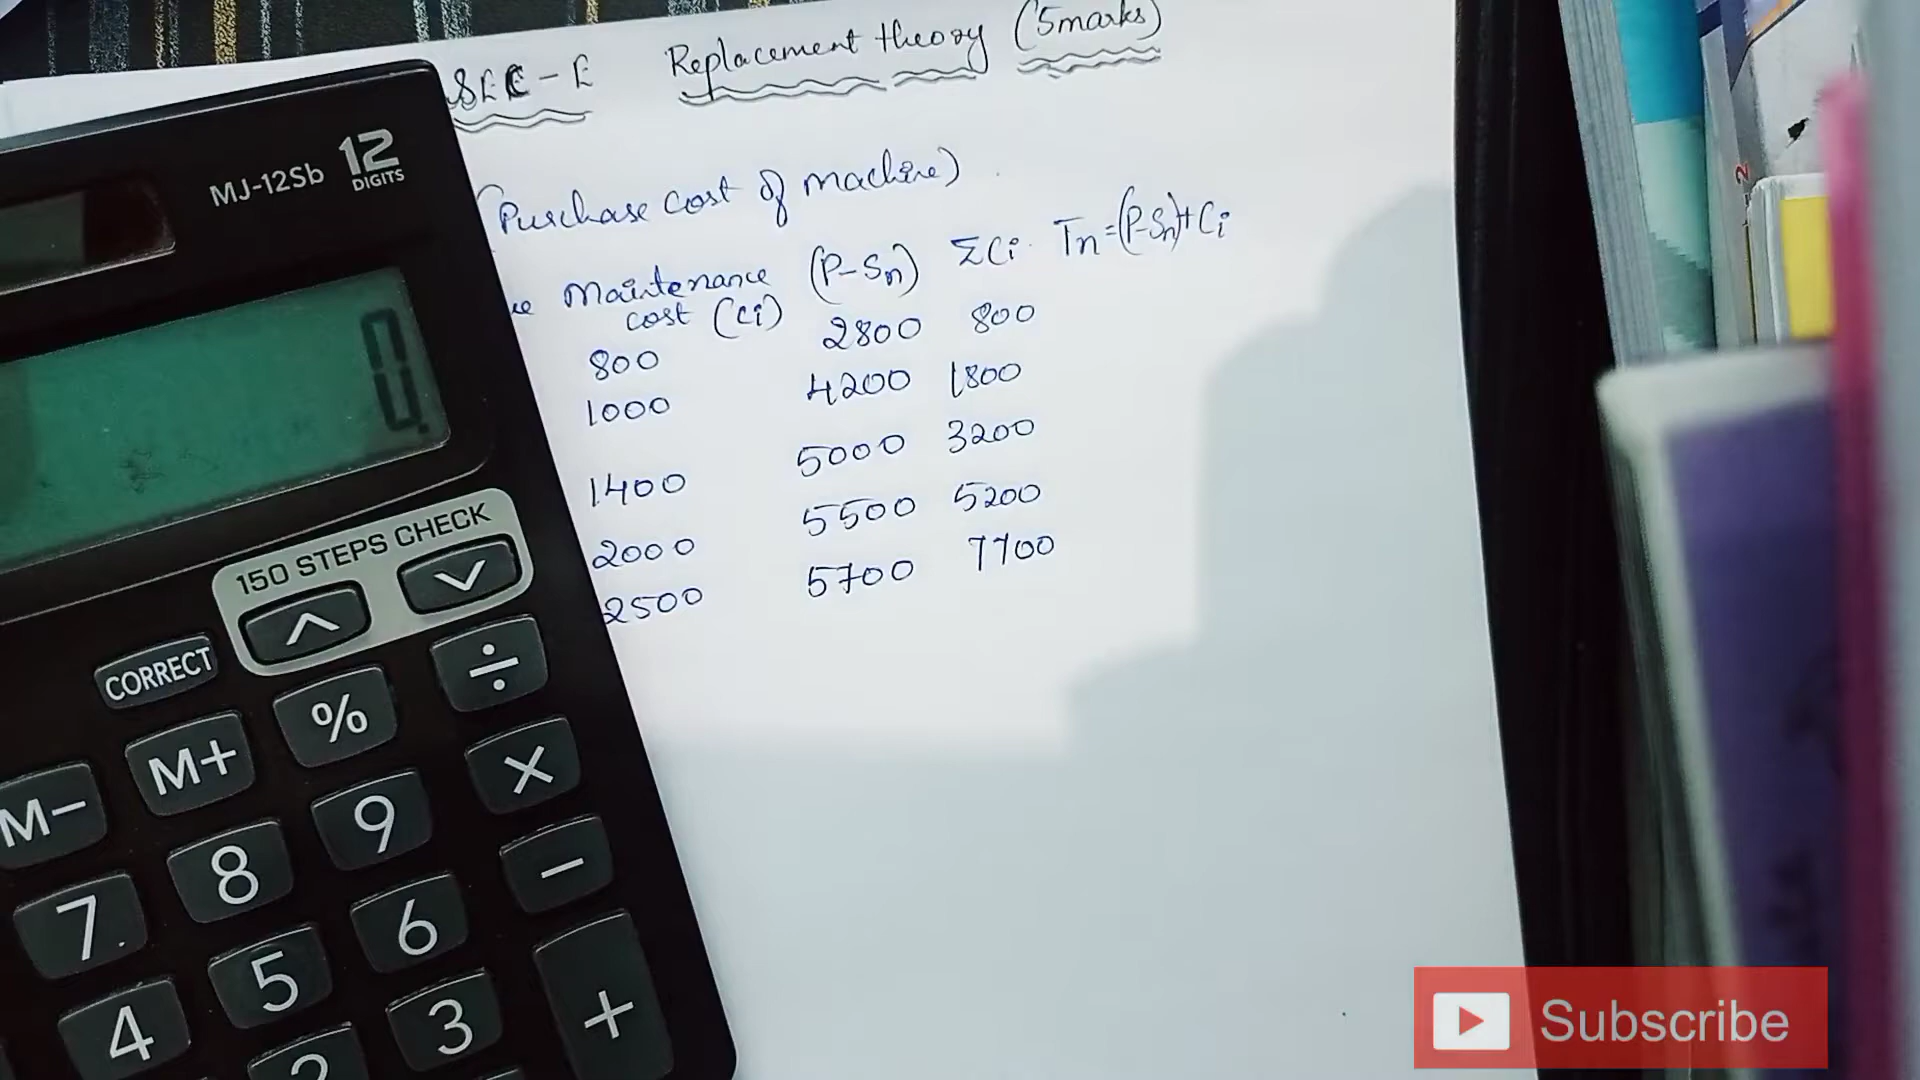 SEC - E Replacement theory (5marks)
(Purchase cost of machine)
Maintenance cost (Ci) (P-Sn) ΣCi Tn=(P-Sn)+Ci
800 2800 800
1000 4200 1800
1400 5000 3200
2000 5500 5200
2500 5700 7700
MJ-12Sb 12 DIGITS
0.
150 STEPS CHECK
CORRECT
% ÷
M- M+ ×
7 8 9 −
4 5 6 +
2 3
Subscribe